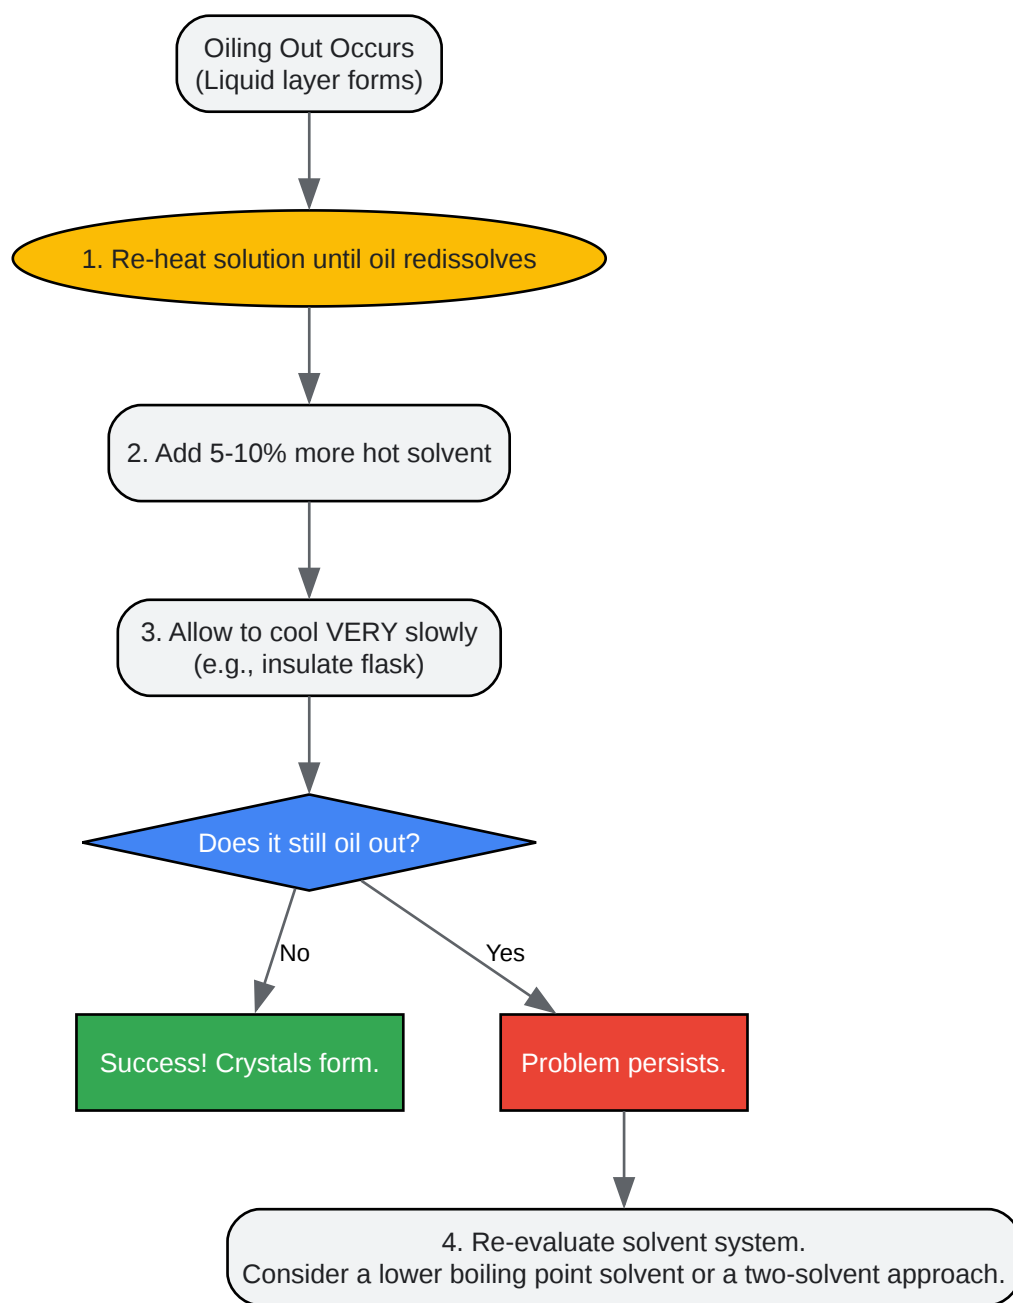 Oiling Out Occurs
(Liquid layer forms)
1. Re-heat solution until oil redissolves
2. Add 5-10% more hot solvent
3. Allow to cool VERY slowly
(e.g., insulate flask)
Does it still oil out?
No
Yes
Success! Crystals form.
Problem persists.
4. Re-evaluate solvent system.
Consider a lower boiling point solvent or a two-solvent approach.